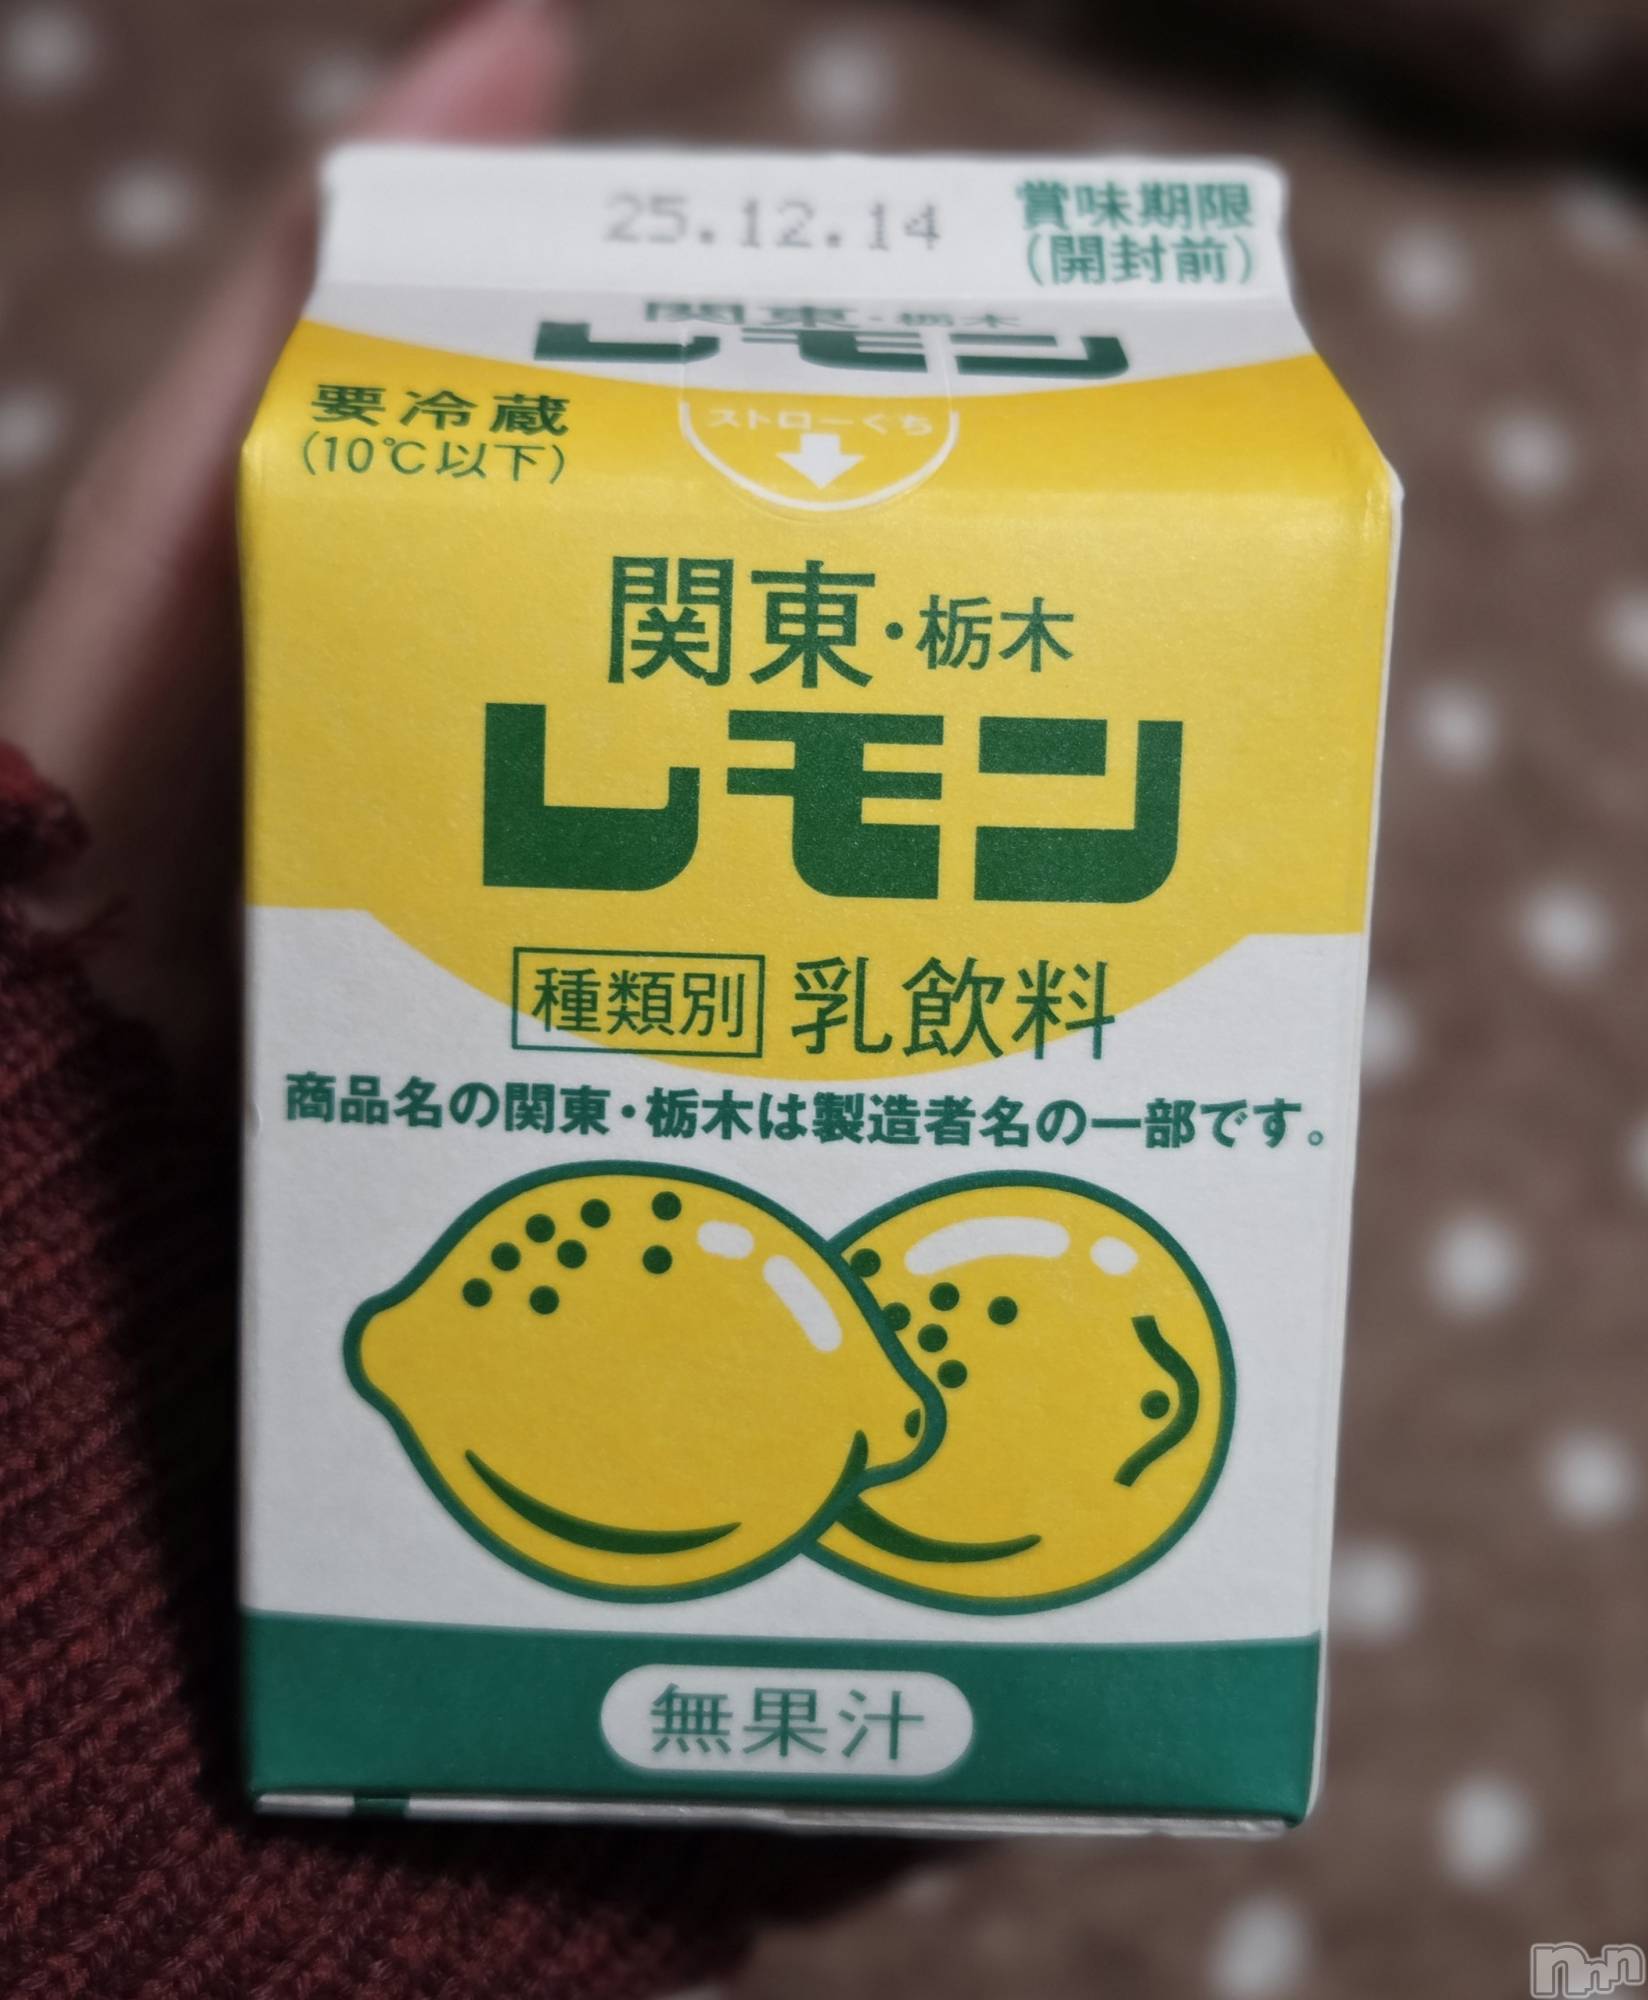 25.12.14
賞味期限
(開封前)
関東・栃木
レモン
要冷蔵
(10℃以下)
ストローくち
関東・栃木
レモン
種類別 乳飲料
商品名の関東・栃木は製造者名の一部です。
無果汁
nnn